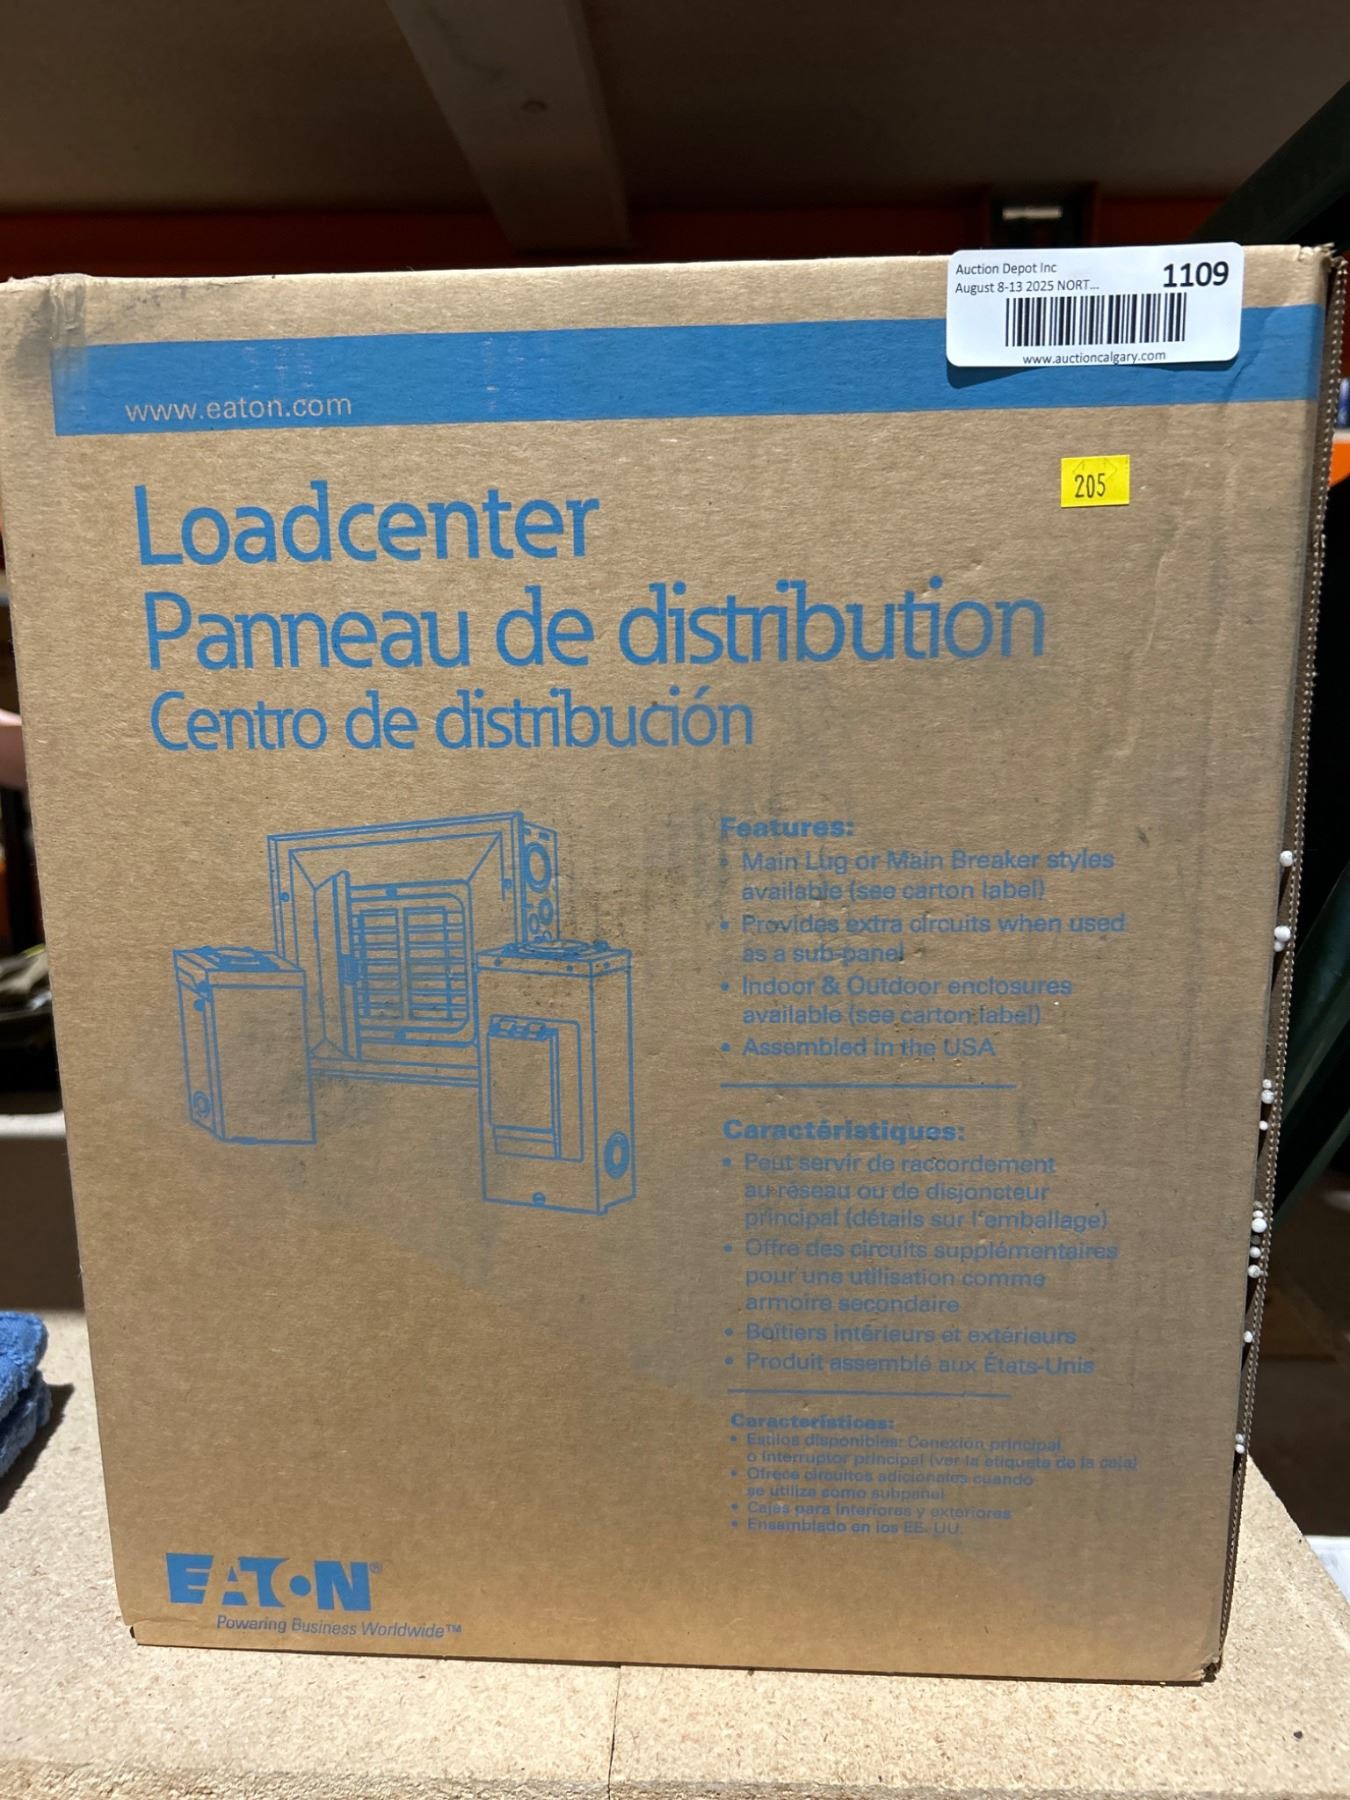 Auction Depot Inc
August 8-13 2025 NORT...
1109
www.auctioncalgary.com
www.eaton.com
205
Loadcenter
Panneau de distribution
Centro de distribución
Features:
• Main Lug or Main Breaker styles
available (see carton label)
• Provides extra circuits when used
as a sub-panel
• Indoor & Outdoor enclosures
available (see carton label)
• Assembled in the USA
Caractéristiques:
• Peut servir de raccordement
au réseau ou de disjoncteur
principal (détails sur l'emballage)
• Offre des circuits supplémentaires
pour une utilisation comme
armoire secondaire
• Boîtiers intérieurs et extérieurs
• Produit assemblé aux États-Unis
Características:
• Estilos disponibles: Conexión principal
o interruptor principal (ver la etiqueta de la caja)
• Ofrece circuitos adicionales cuando
se utiliza como subpanel
• Cajas para interiores y exteriores
• Ensamblado en los EE. UU.
EATON®
Powering Business Worldwide™